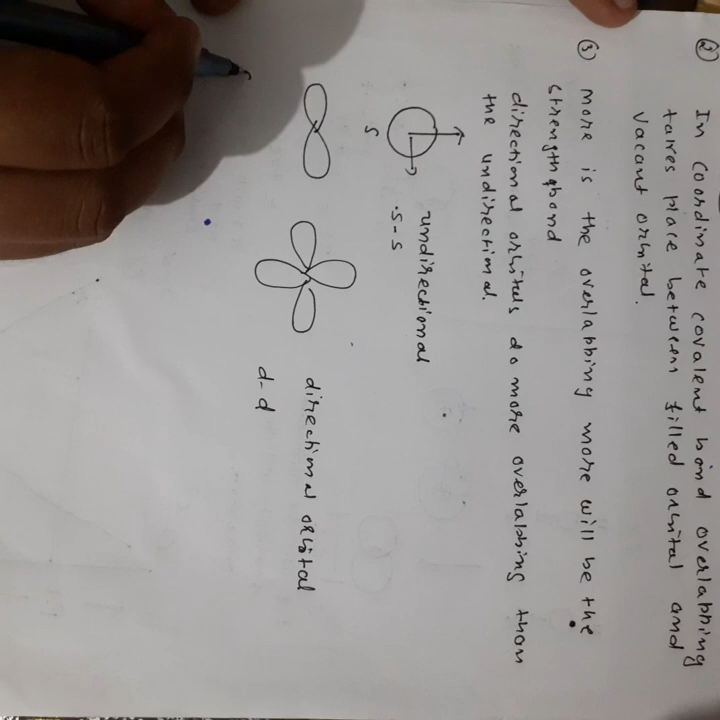 ② In coordinate covalent bond overlapping
takes place between filled orbital and
vacant orbital.
③ more is the overlapping more will be the
strength of bond
directional orbitals do more overlapping than
the undirectional.
S
undirectional
s-s
directional orbital
d-d